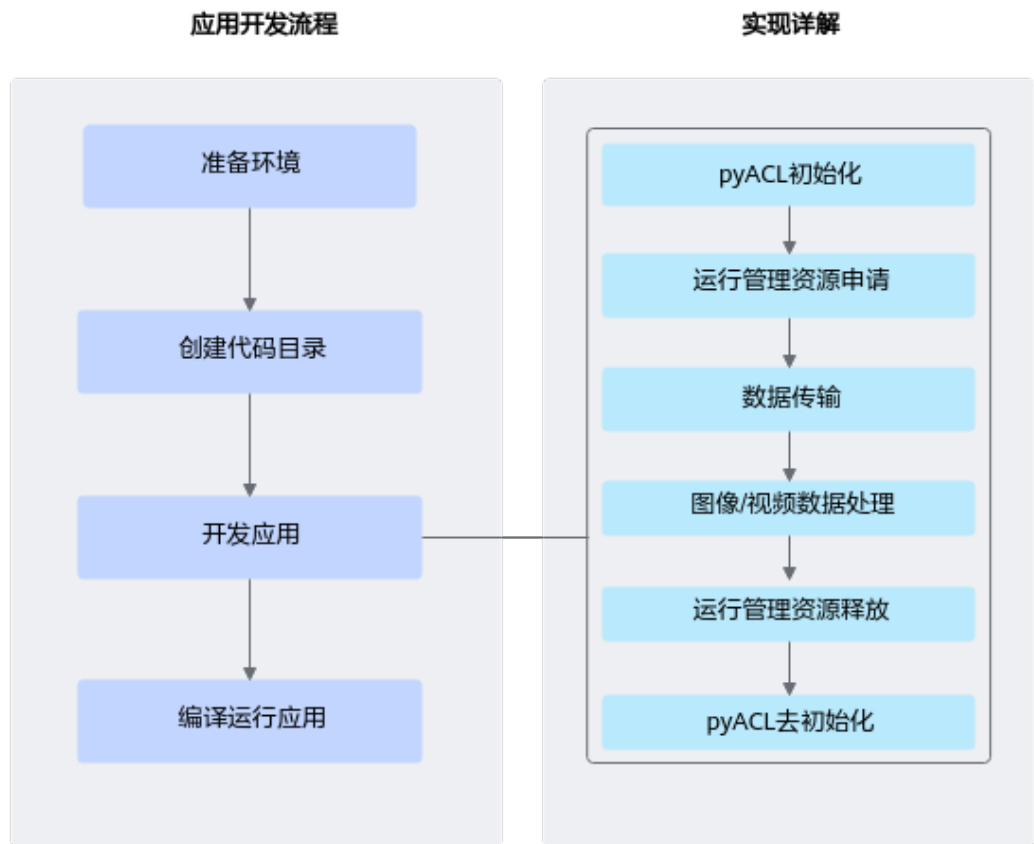 应用开发流程
实现详解
准备环境
创建代码目录
开发应用
编译运行应用
pyACL初始化
运行管理资源申请
数据传输
图像/视频数据处理
运行管理资源释放
pyACL去初始化